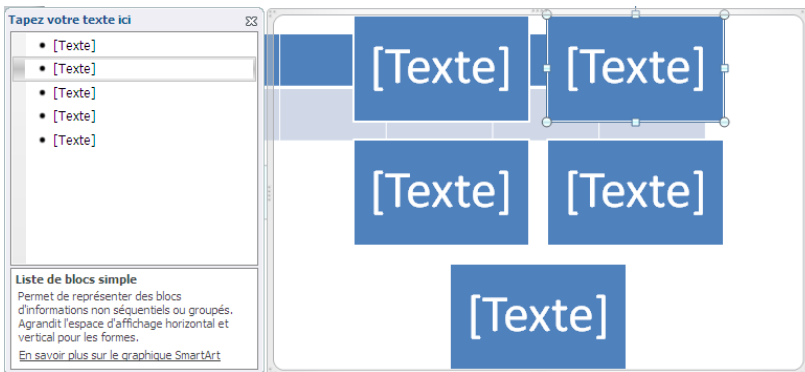 Tapez votre texte ici
[Texte]
[Texte]
[Texte]
[Texte]
[Texte]
Liste de blocs simple
Permet de représenter des blocs
d'informations non séquentiels ou groupés.
Agrandit l'espace d'affichage horizontal et
vertical pour les formes.
En savoir plus sur le graphique SmartArt
[Texte] [Texte]
[Texte] [Texte]
[Texte]